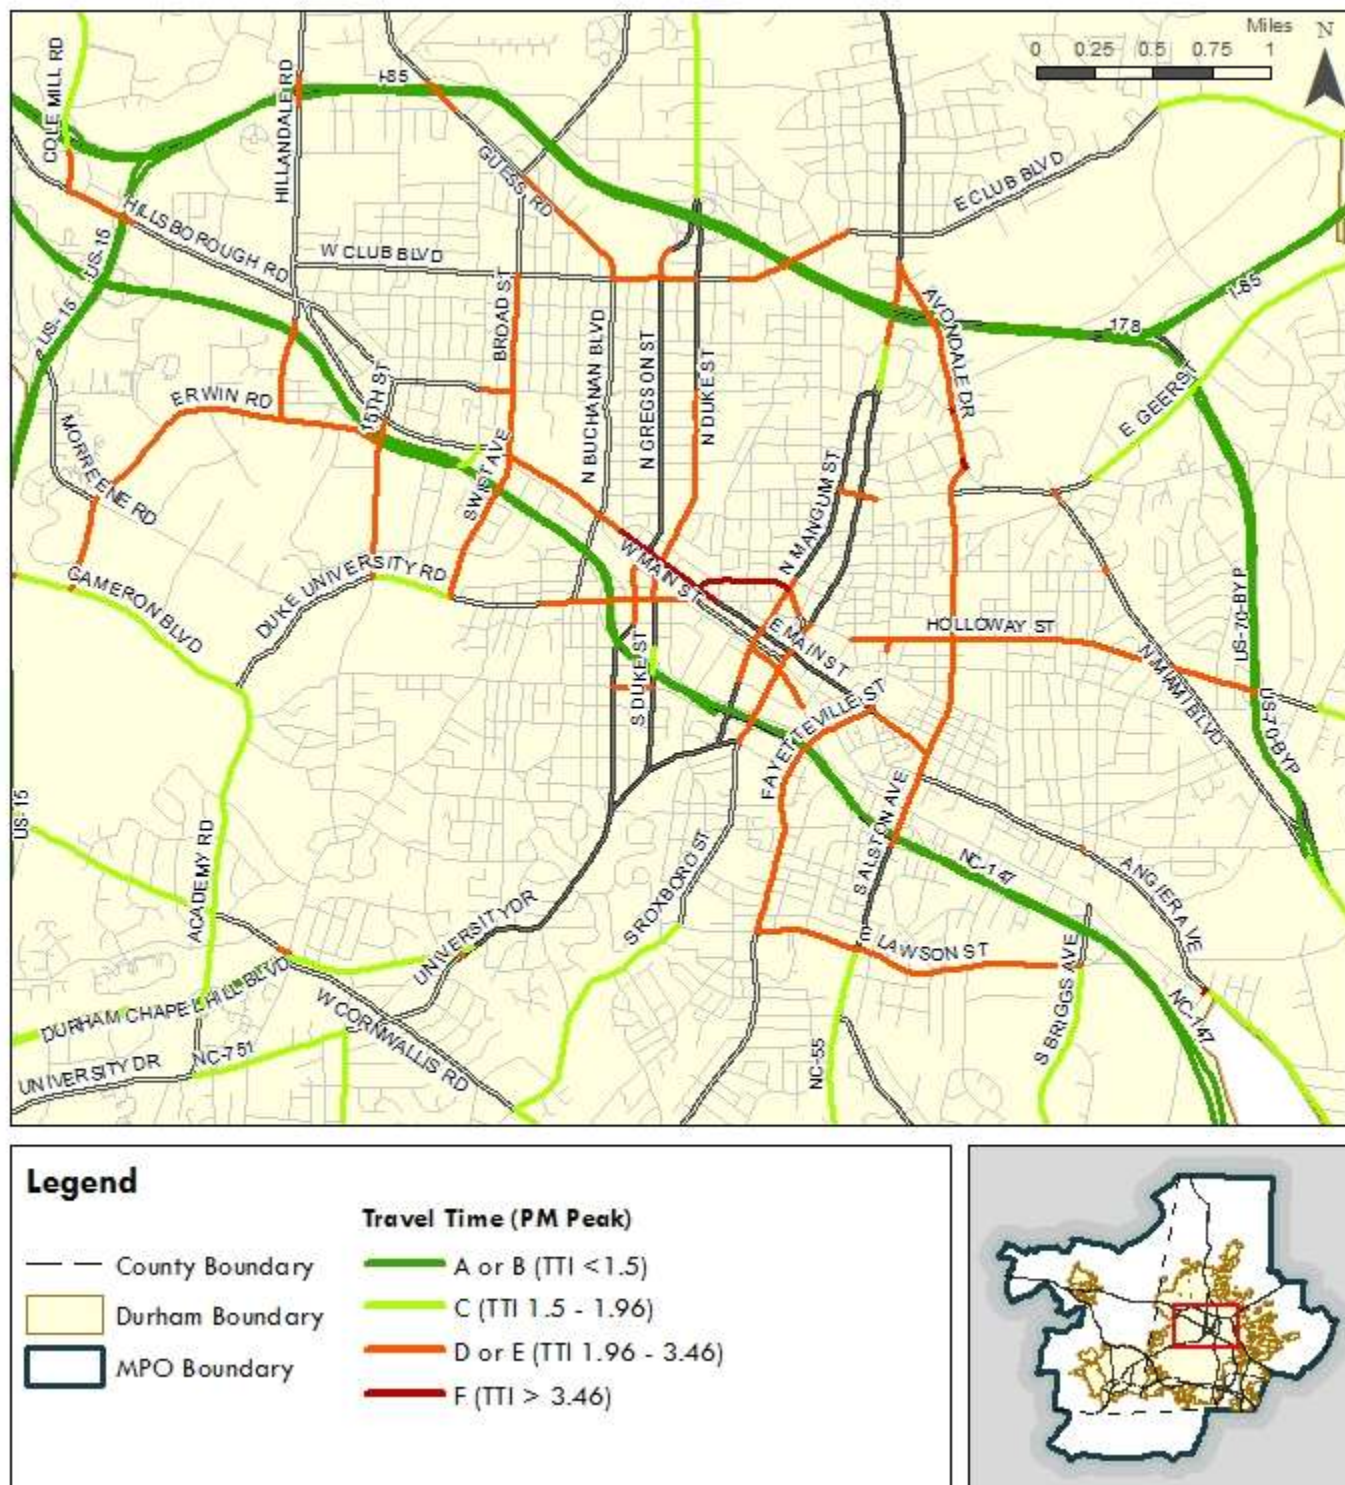 Miles
N
0 0.25 0.5 0.75 1
COLE MILL RD
HILLANDALE RD
I-85
GUESS RD
E CLUB BLVD
HILLSBOROUGH RD
US-15
W CLUB BLVD
BROAD ST
AVONDALE DR
178
I-85
US-15
ERWIN RD
15TH ST
N BUCHANAN BLVD
N GREGSON ST
N DUKE ST
E GEER ST
MORREENE RD
SWIFT AVE
N MANGUM ST
CAMERON BLVD
DUKE UNIVERSITY RD
W MAIN ST
E MAIN ST
HOLLOWAY ST
US-70-BYP
N MIAMI BLVD
S DUKE ST
FAYETTEVILLE ST
US-70-BYP
US-15
ACADEMY RD
S ROXBORO ST
S ALSTON AVE
NC-147
ANGIER AVE
UNIVERSITY DR
E LAWSON ST
DURHAM CHAPEL HILL BLVD
W CORNWALLIS RD
S BRIGGS AVE
NC-147
UNIVERSITY DR
NC-751
NC-55
Legend
County Boundary
Durham Boundary
MPO Boundary
Travel Time (PM Peak)
A or B (TTI <1.5)
C (TTI 1.5 - 1.96)
D or E (TTI 1.96 - 3.46)
F (TTI > 3.46)